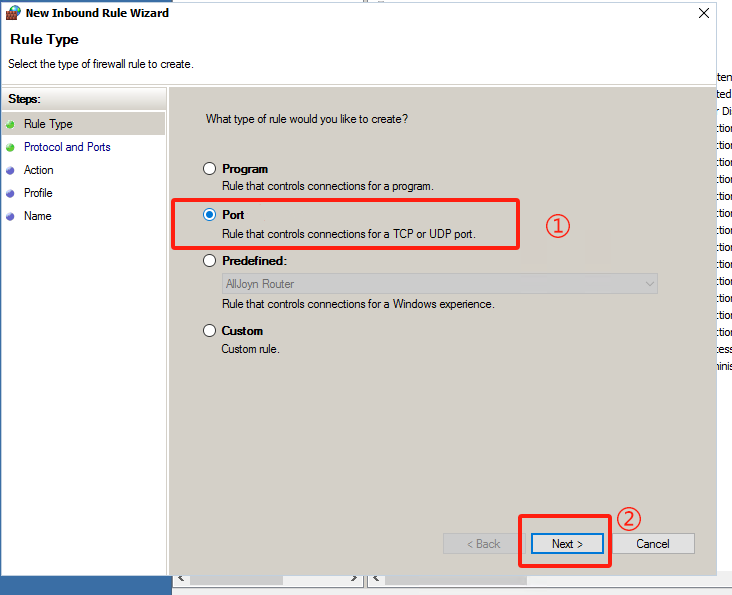 New Inbound Rule Wizard
Rule Type
Select the type of firewall rule to create.
Steps:
Rule Type
Protocol and Ports
Action
Profile
Name
What type of rule would you like to create?
Program
Rule that controls connections for a program.
Port
Rule that controls connections for a TCP or UDP port.
①
Predefined:
AllJoyn Router
Rule that controls connections for a Windows experience.
Custom
Custom rule.
②
< Back
Next >
Cancel